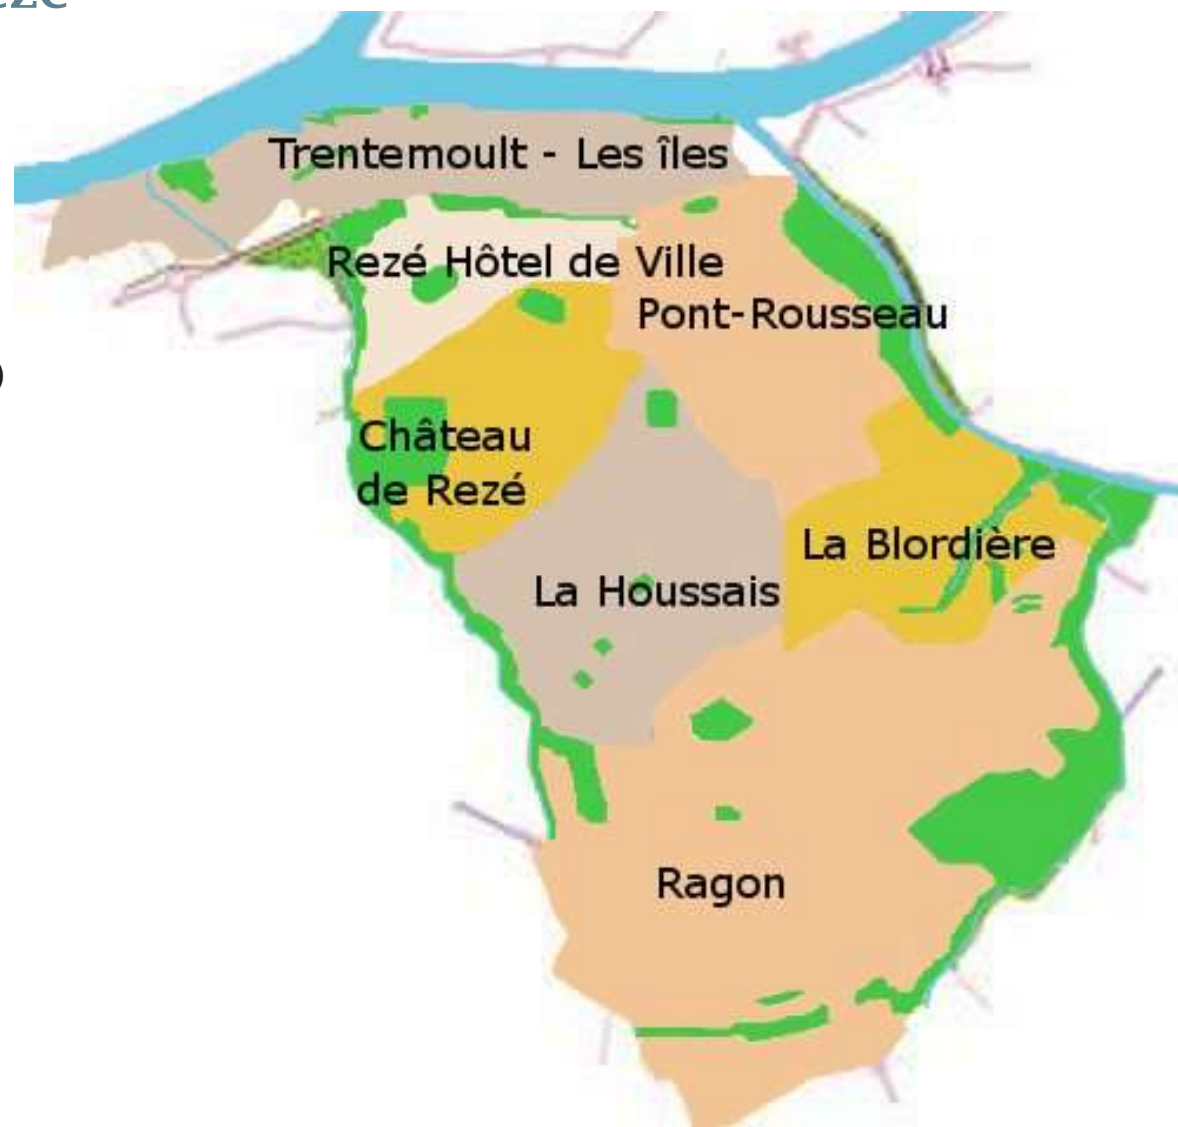 Trentemoult - Les îles
Rezé Hôtel de Ville
Pont-Rousseau
Château
de Rezé
La Blordière
La Houssais
Ragon